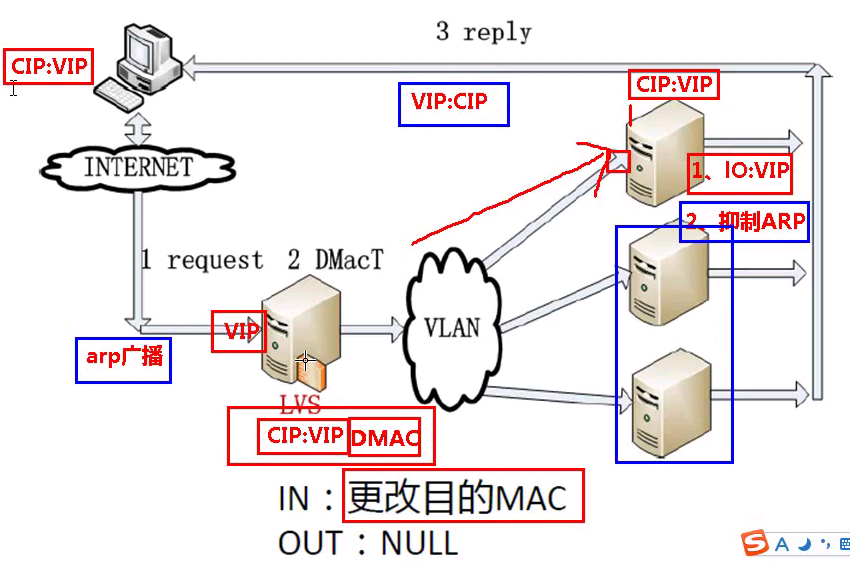 3 reply
CIP:VIP
CIP:VIP
VIP:CIP
INTERNET
1、IO:VIP
2、抑制ARP
1 request 2 DMacT
VIP
VLAN
arp广播
LVS
CIP:VIP DMAC
IN：更改目的MAC
OUT：NULL
S A